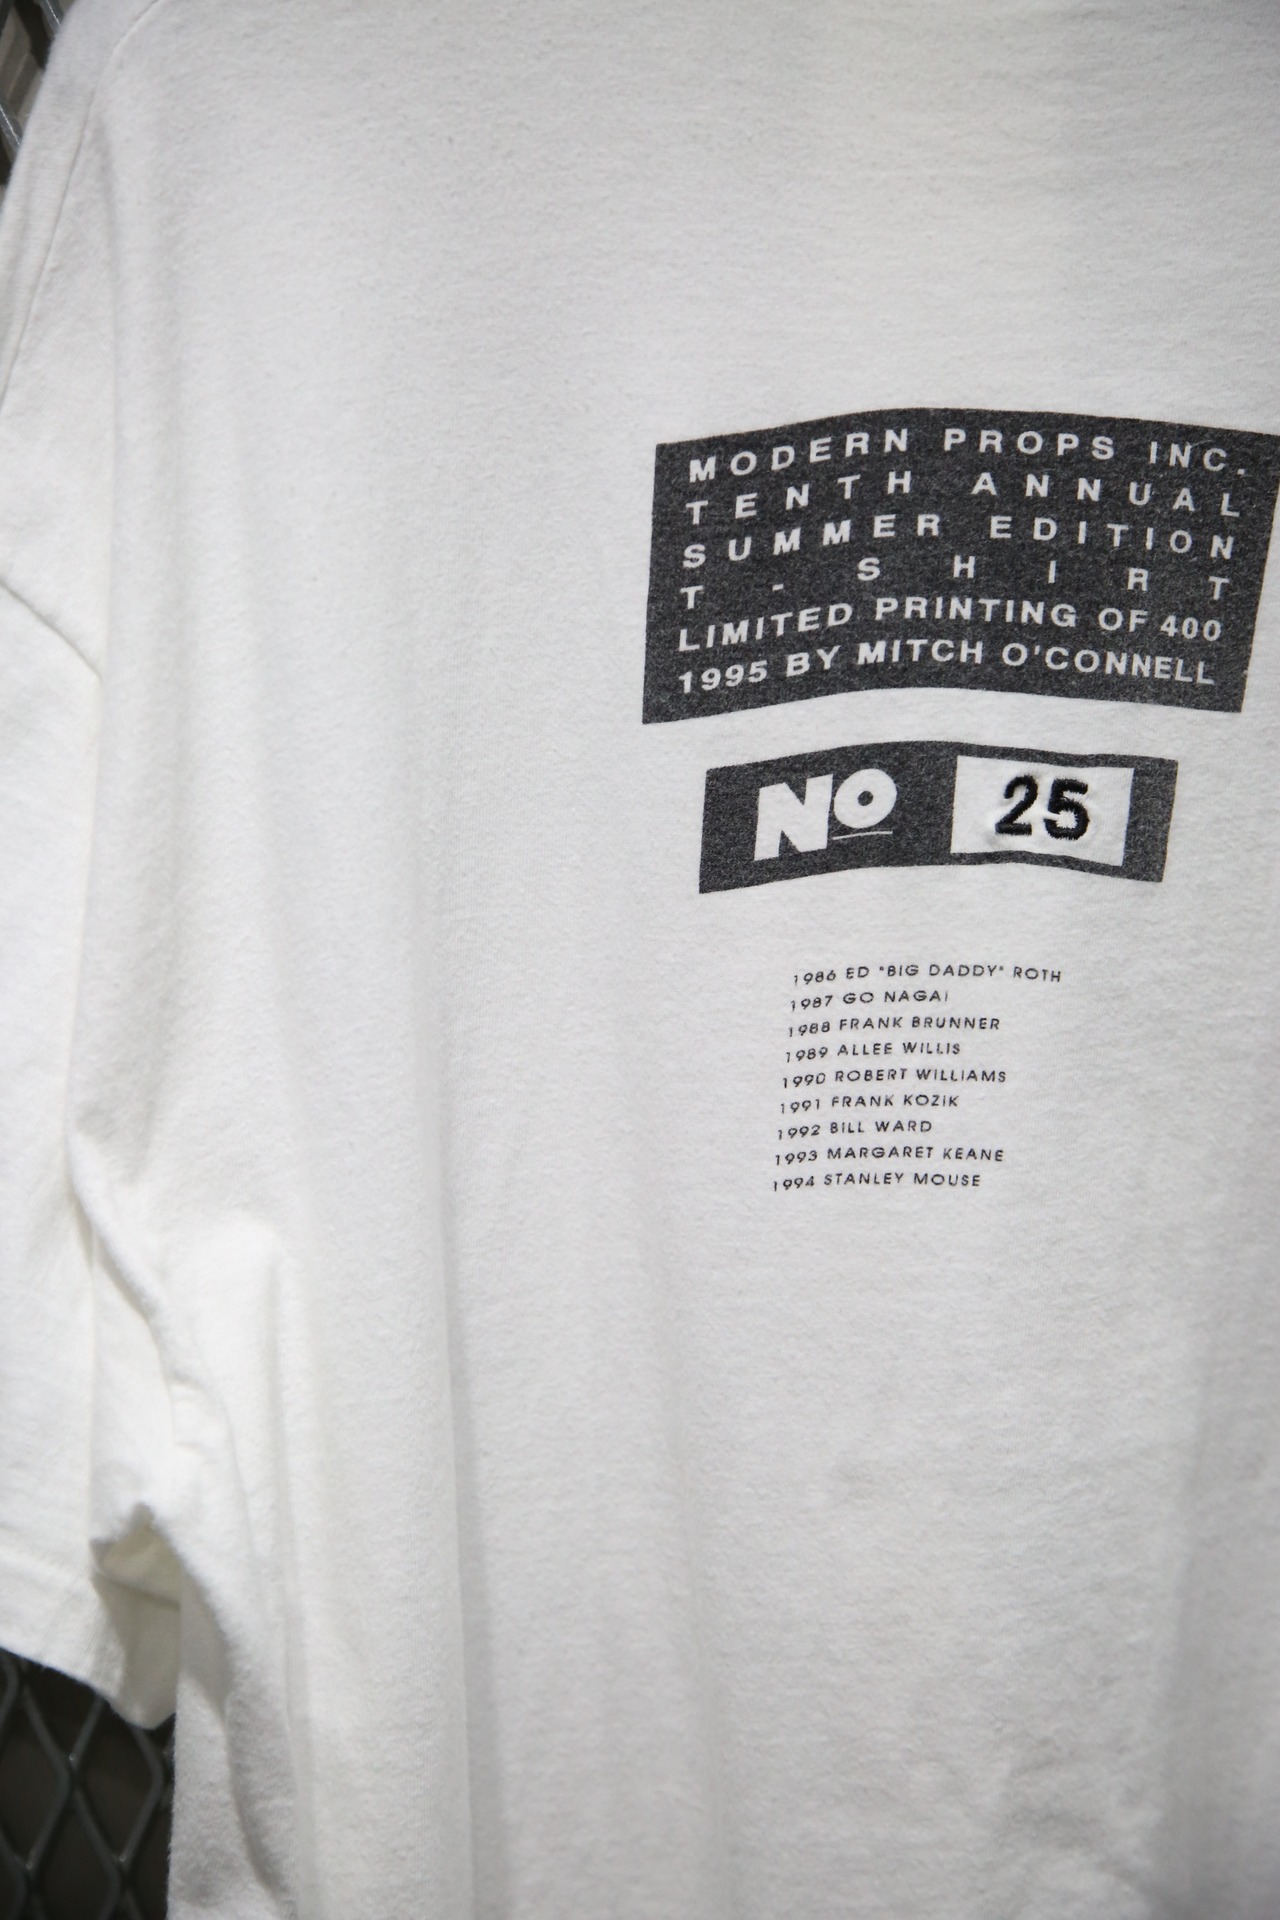 MODERN PROPS INC.
TENTH ANNUAL
SUMMER EDITION
T-SHIRT
LIMITED PRINTING OF 400
1995 BY MITCH O'CONNELL
No 25
1986 ED "BIG DADDY" ROTH
1987 GO NAGAI
1988 FRANK BRUNNER
1989 ALLEE WILLIS
1990 ROBERT WILLIAMS
1991 FRANK KOZIK
1992 BILL WARD
1993 MARGARET KEANE
1994 STANLEY MOUSE